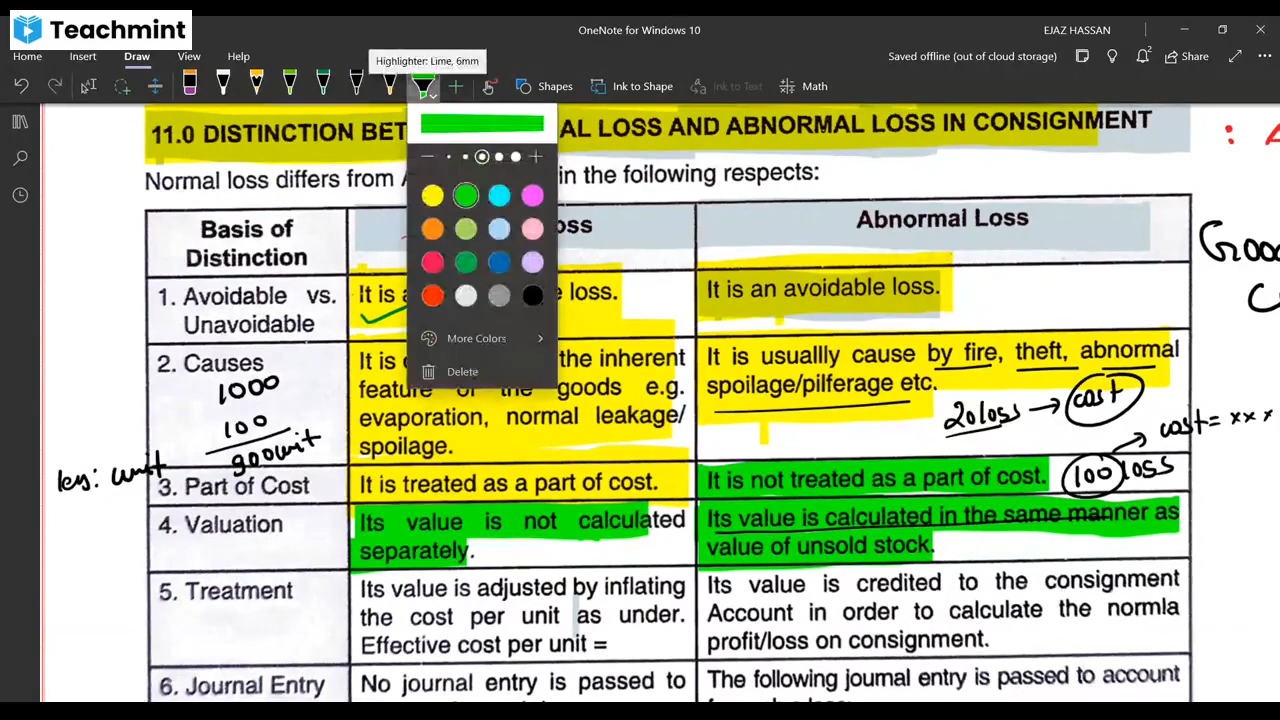 Teachmint
OneNote for Windows 10
EJAZ HASSAN
Home Insert Draw View Help
Highlighter: Lime, 6mm
Saved offline (out of cloud storage)
Share
Shapes
Ink to Shape
Ink to Text
Math
11.0 DISTINCTION BET AL LOSS AND ABNORMAL LOSS IN CONSIGNMENT
Normal loss differs from in the following respects:
More Colors
Delete
Basis of
Distinction
ss
Abnormal Loss
1. Avoidable vs.
Unavoidable
It is loss.
It is an avoidable loss.
2. Causes
1000
100
900unit
It is the inherent
feature of the goods e.g.
evaporation, normal leakage/
spoilage.
It is usuallly cause by fire, theft, abnormal
spoilage/pilferage etc.
20 loss → cost
cost = xxx
100 loss
unit
3. Part of Cost
It is treated as a part of cost.
It is not treated as a part of cost.
4. Valuation
Its value is not calculated
separately.
Its value is calculated in the same manner as
value of unsold stock.
5. Treatment
Its value is adjusted by inflating
the cost per unit as under.
Effective cost per unit =
Its value is credited to the consignment
Account in order to calculate the normla
profit/loss on consignment.
6. Journal Entry
No journal entry is passed to
The following journal entry is passed to account